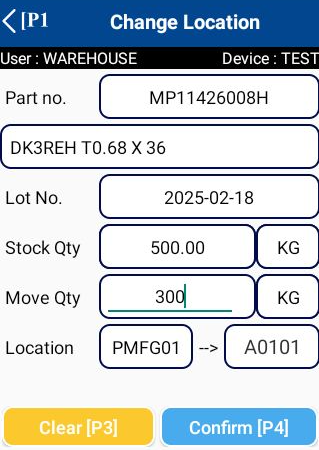 [P1 Change Location
User : WAREHOUSE Device : TEST
Part no. MP11426008H
DK3REH T0.68 X 36
Lot No. 2025-02-18
Stock Qty 500.00 KG
Move Qty 300 KG
Location PMFG01 --> A0101
Clear [P3] Confirm [P4]